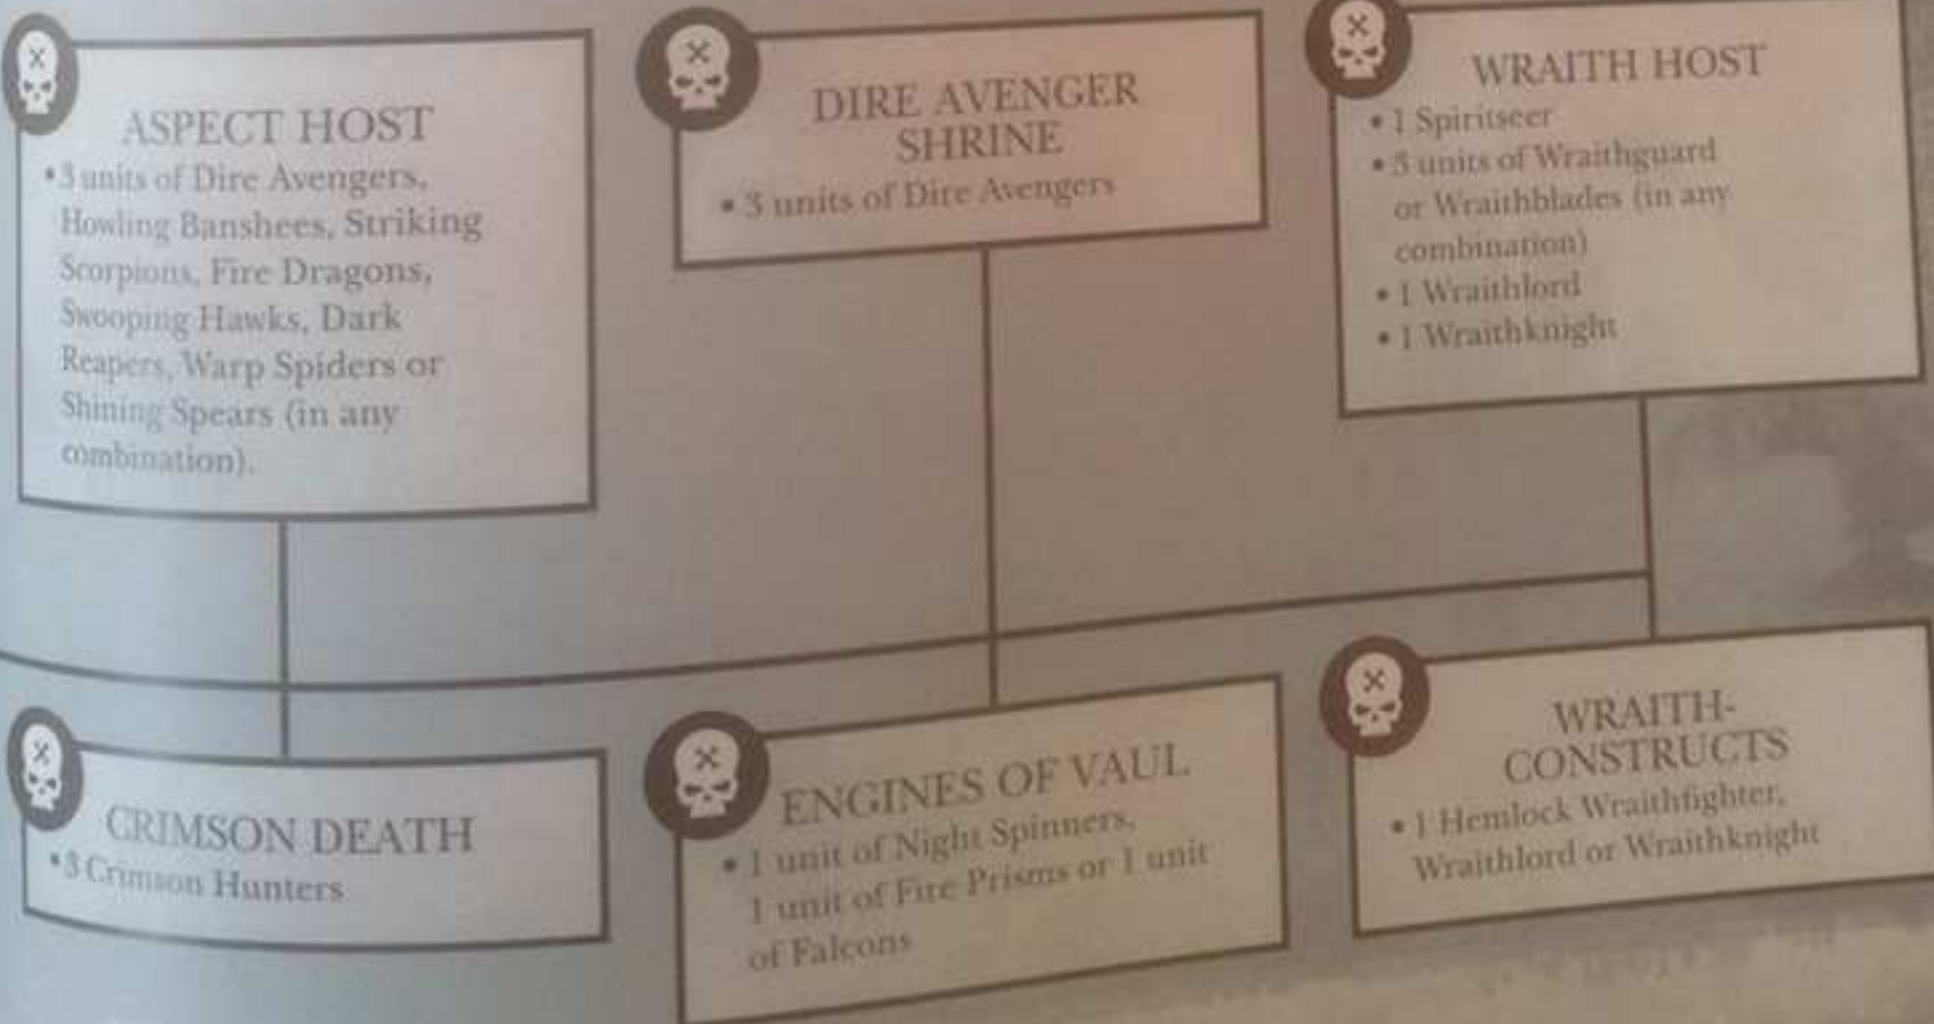 ASPECT HOST
• 3 units of Dire Avengers,
Howling Banshees, Striking
Scorpions, Fire Dragons,
Swooping Hawks, Dark
Reapers, Warp Spiders or
Shining Spears (in any
combination).
DIRE AVENGER
SHRINE
• 3 units of Dire Avengers
WRAITH HOST
• 1 Spiritseer
• 3 units of Wraithguard
or Wraithblades (in any
combination)
• 1 Wraithlord
• 1 Wraithknight
CRIMSON DEATH
• 3 Crimson Hunters
ENGINES OF VAUL
• 1 unit of Night Spinners,
1 unit of Fire Prisms or 1 unit
of Falcons
WRAITH-
CONSTRUCTS
• 1 Hemlock Wraithfighter,
Wraithlord or Wraithknight